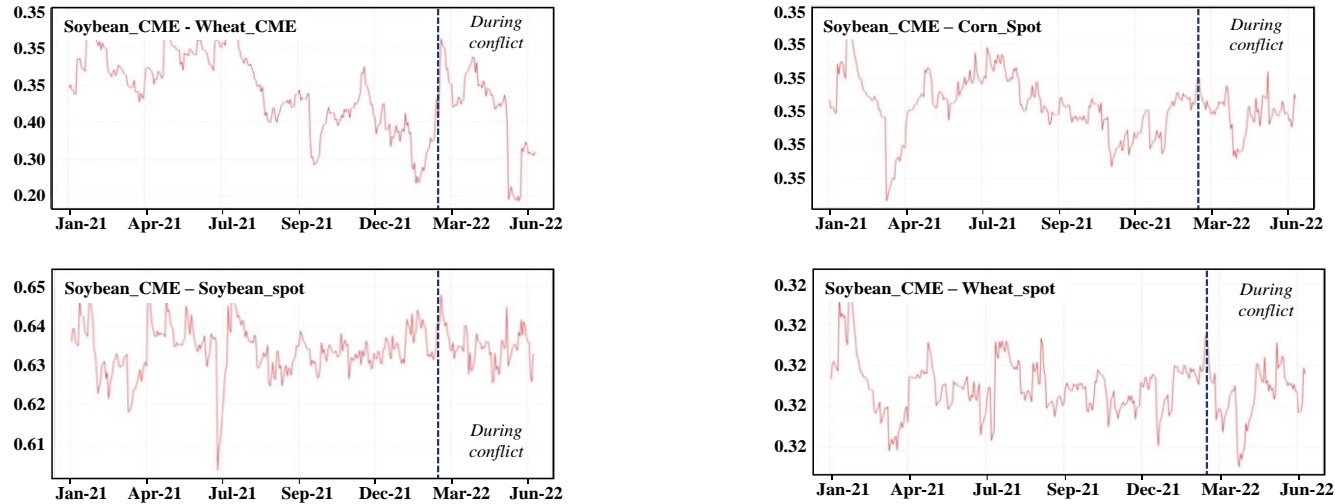 Soybean_CME - Wheat_CME
During
conflict
0.35
0.35
0.35
0.40
0.30
0.20
Jan-21 Apr-21 Jul-21 Sep-21 Dec-21 Mar-22 Jun-22
Soybean_CME – Corn_Spot
During
conflict
0.35
0.35
0.35
0.35
0.35
Jan-21 Apr-21 Jul-21 Sep-21 Dec-21 Mar-22 Jun-22
Soybean_CME – Soybean_spot
During
conflict
0.65
0.64
0.63
0.62
0.61
Jan-21 Apr-21 Jul-21 Sep-21 Dec-21 Mar-22 Jun-22
Soybean_CME – Wheat_spot
During
conflict
0.32
0.32
0.32
0.32
0.32
Jan-21 Apr-21 Jul-21 Sep-21 Dec-21 Mar-22 Jun-22